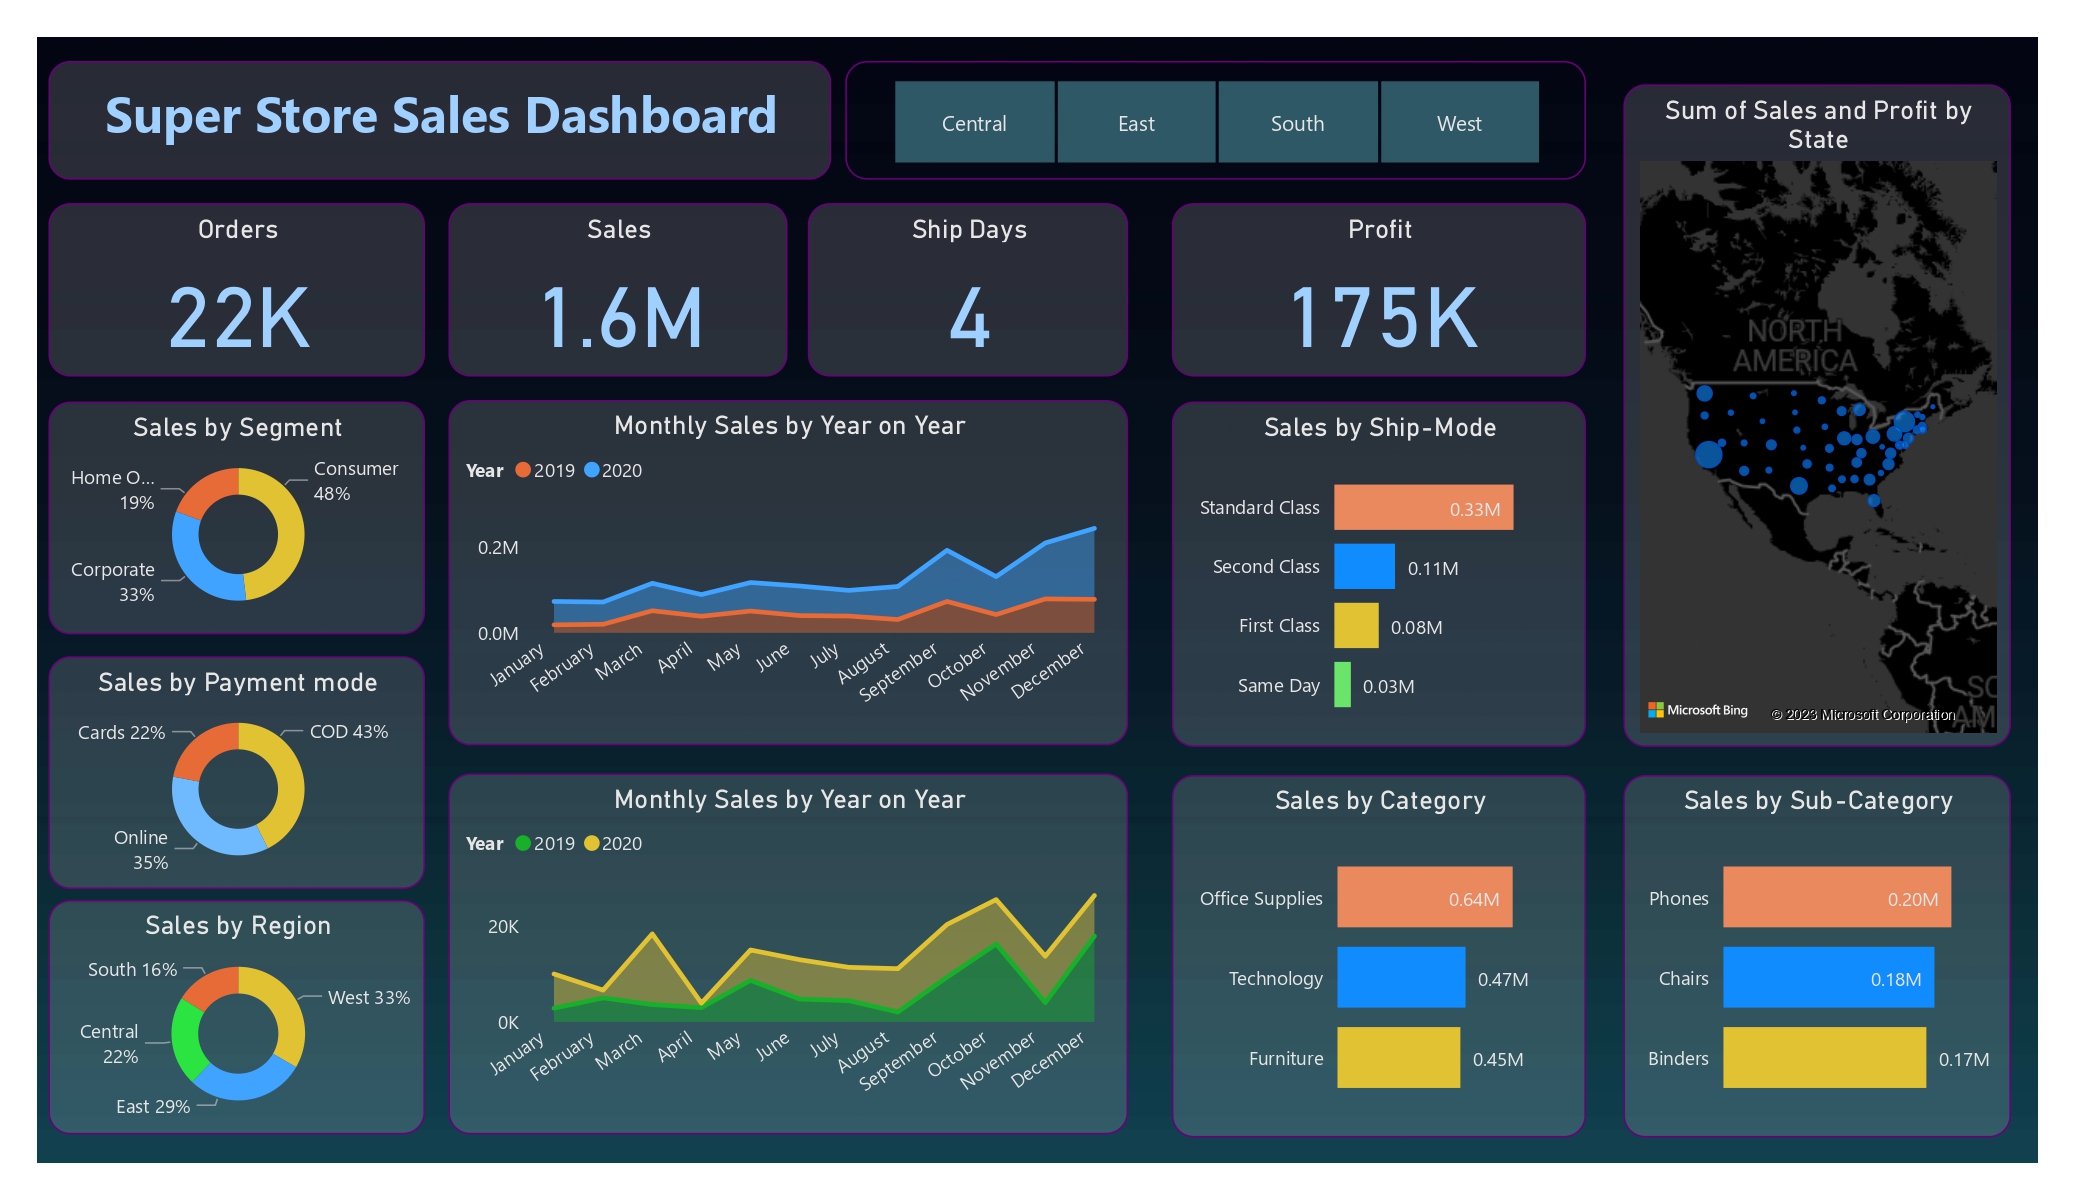 Super Store Sales Dashboard
Central
East
South
West
Orders
22K
Sales
1.6M
Ship Days
4
Profit
175K
Sum of Sales and Profit by
State
NORTH
AMERICA
Microsoft Bing
© 2023 Microsoft Corporation
Sales by Segment
Home O...
19%
Consumer
48%
Corporate
33%
Monthly Sales by Year on Year
Year 2019 2020
0.2M
0.0M
January
February
March
April
May
June
July
August
September
October
November
December
Sales by Ship-Mode
Standard Class 0.33M
Second Class 0.11M
First Class 0.08M
Same Day 0.03M
Sales by Payment mode
Cards 22%
COD 43%
Online
35%
Sales by Region
South 16%
West 33%
Central
22%
East 29%
Monthly Sales by Year on Year
Year 2019 2020
20K
0K
January
February
March
April
May
June
July
August
September
October
November
December
Sales by Category
Office Supplies 0.64M
Technology 0.47M
Furniture 0.45M
Sales by Sub-Category
Phones 0.20M
Chairs 0.18M
Binders 0.17M